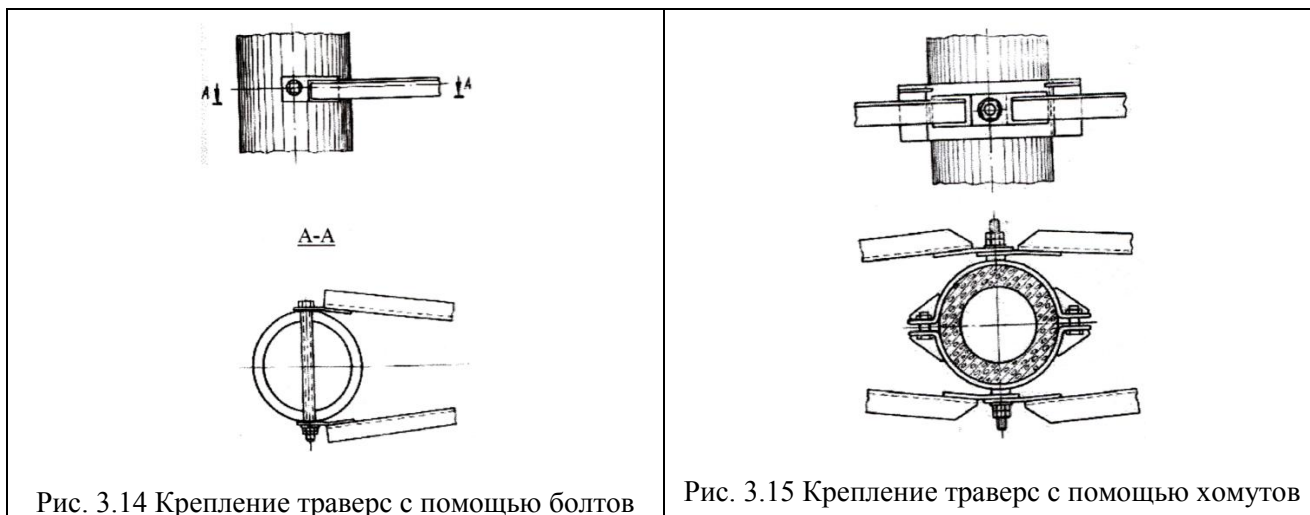 А А
А-А
Рис. 3.14 Крепление траверс с помощью болтов
Рис. 3.15 Крепление траверс с помощью хомутов